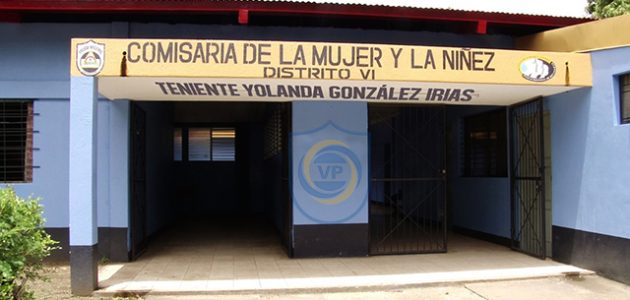 COMISARIA DE LA MUJER Y LA NIÑEZ
DISTRITO VI
TENIENTE YOLANDA GONZÁLEZ IRIAS
VP